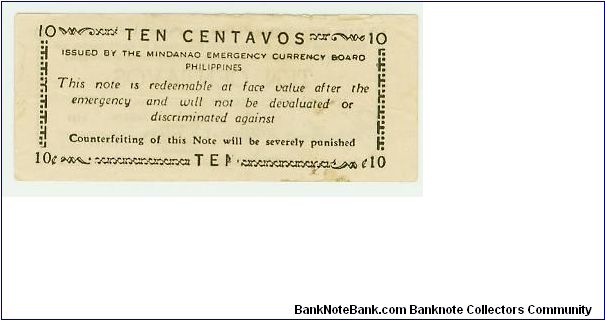 10 TEN CENTAVOS 10
ISSUED BY THE MINDANAO EMERGENCY CURRENCY BOARD
PHILIPPINES
This note is redeemable at face value after the
emergency and will not be devaluated or
discriminated against
Counterfeiting of this Note will be severely punished
10¢ TEN ¢10
BankNoteBank.com Banknote Collectors Community